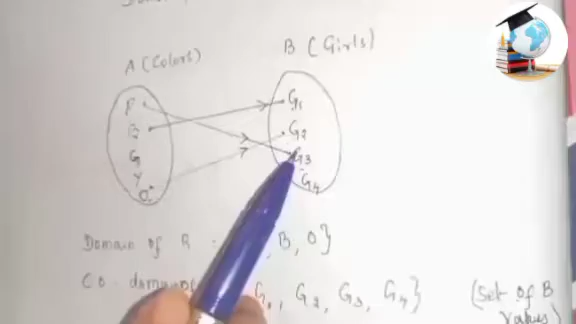 A (Colors)
B (Girls)
G1
B
G2
G
G3
Y
G4
O
Domain of R : , B, O}
Co-domain G1, G2, G3, G4} (Set of B
Values)